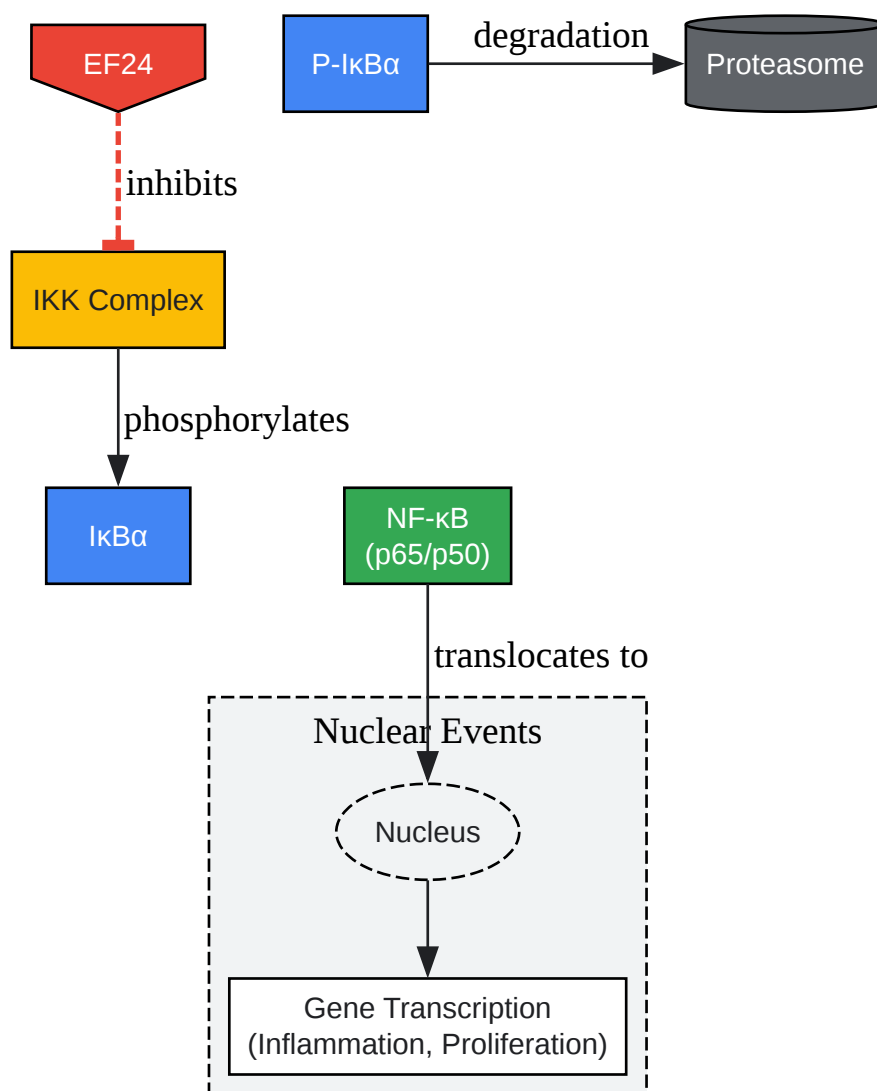 EF24
P-IκBα
degradation
Proteasome
inhibits
IKK Complex
phosphorylates
IκBα
NF-κB
(p65/p50)
translocates to
Nuclear Events
Nucleus
Gene Transcription
(Inflammation, Proliferation)